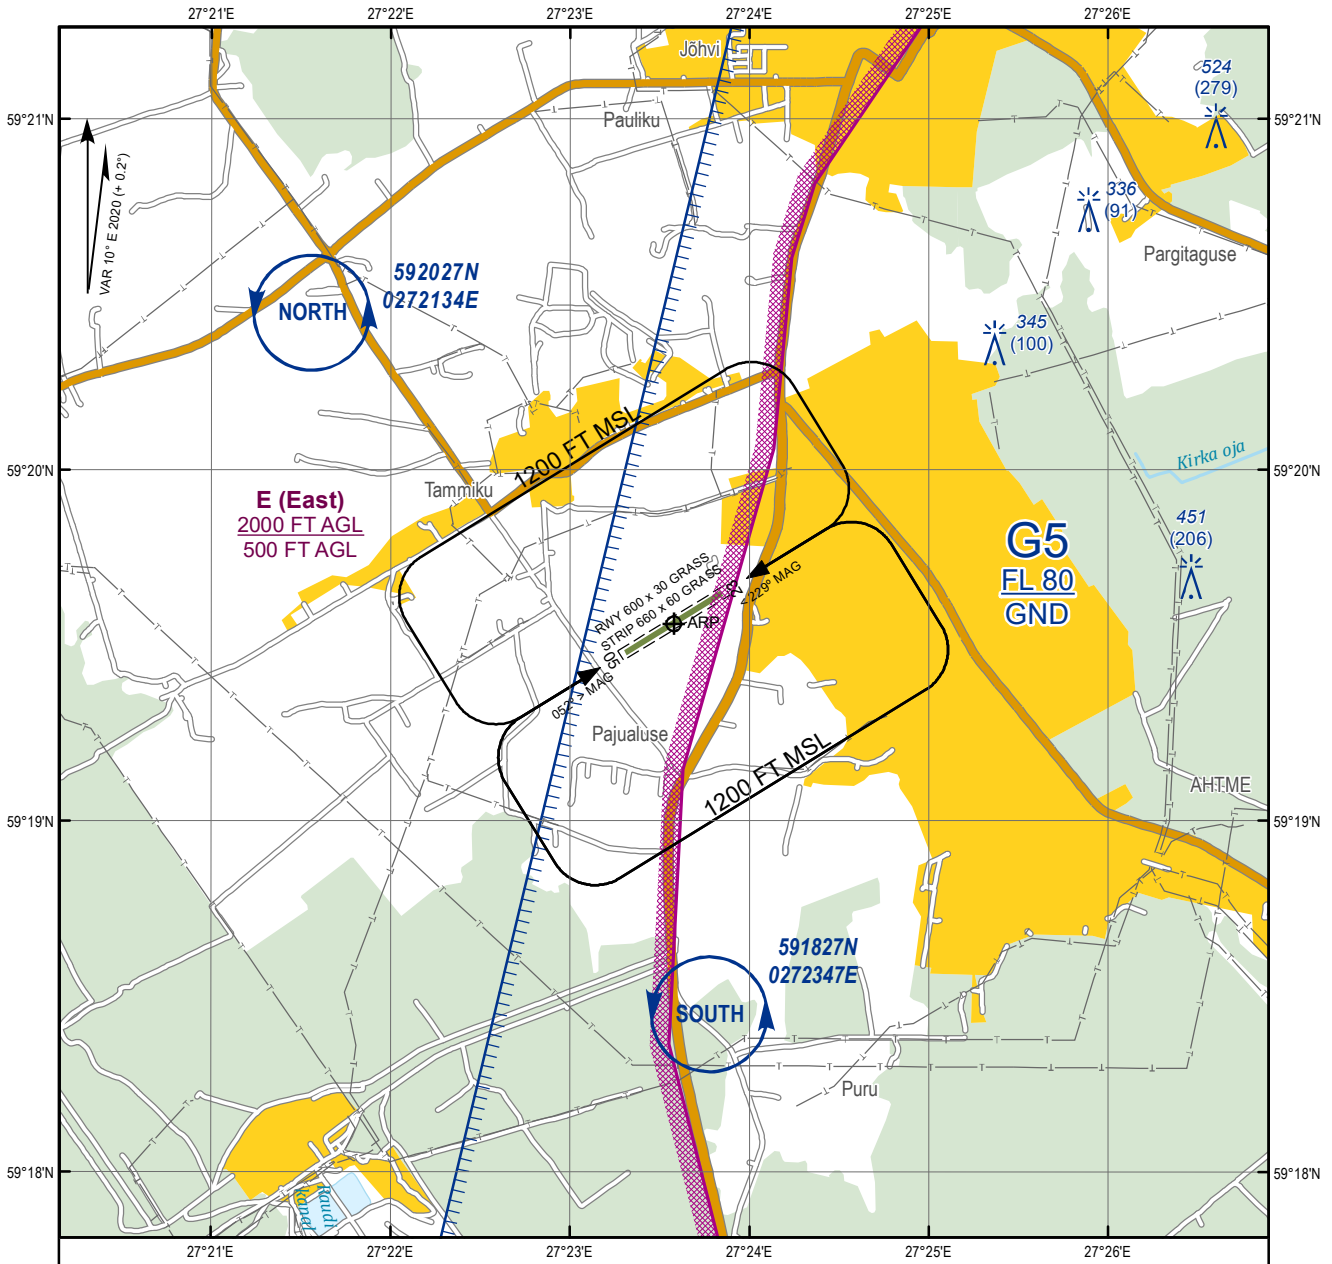 27°21'E
27°22'E
27°23'E
27°24'E
27°25'E
27°26'E
Jõhvi
524
(279)
59°21'N
59°21'N
Pauliku
VAR 10° E 2020 (+ 0.2°)
336
(91)
Pargitaguse
592027N
0272134E
NORTH
345
(100)
1200 FT MSL
Kirka oja
59°20'N
59°20'N
Tammiku
E (East)
2000 FT AGL
500 FT AGL
451
(206)
G5
FL 80
GND
RWY 600 x 30 GRASS
STRIP 660 x 60 GRASS
< 229° MAG
ARP
05
052° > MAG
Pajualuse
1200 FT MSL
AHTME
59°19'N
59°19'N
591827N
0272347E
SOUTH
Puru
59°18'N
59°18'N
Raudi
kanal
27°21'E
27°22'E
27°23'E
27°24'E
27°25'E
27°26'E